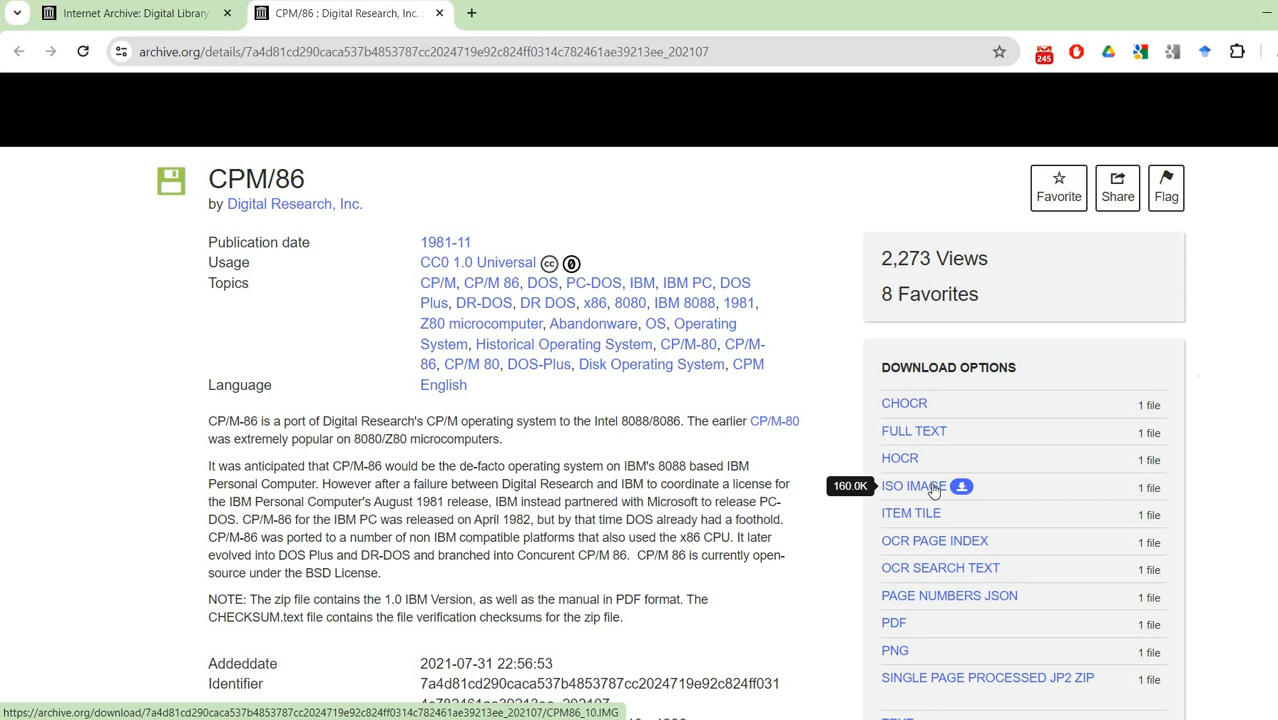 Internet Archive: Digital Library
CPM/86 : Digital Research, Inc.
archive.org/details/7a4d81cd290caca537b4853787cc2024719e92c824ff0314c782461ae39213ee_202107
245
CPM/86
by Digital Research, Inc.
Favorite
Share
Flag
Publication date 1981-11
Usage CC0 1.0 Universal
Topics CP/M, CP/M 86, DOS, PC-DOS, IBM, IBM PC, DOS
Plus, DR-DOS, DR DOS, x86, 8080, IBM 8088, 1981,
Z80 microcomputer, Abandonware, OS, Operating
System, Historical Operating System, CP/M-80, CP/M-
86, CP/M 80, DOS-Plus, Disk Operating System, CPM
Language English
CP/M-86 is a port of Digital Research's CP/M operating system to the Intel 8088/8086. The earlier CP/M-80
was extremely popular on 8080/Z80 microcomputers.
It was anticipated that CP/M-86 would be the de-facto operating system on IBM's 8088 based IBM
Personal Computer. However after a failure between Digital Research and IBM to coordinate a license for
the IBM Personal Computer's August 1981 release, IBM instead partnered with Microsoft to release PC-
DOS. CP/M-86 for the IBM PC was released on April 1982, but by that time DOS already had a foothold.
CP/M-86 was ported to a number of non IBM compatible platforms that also used the x86 CPU. It later
evolved into DOS Plus and DR-DOS and branched into Concurent CP/M 86. CP/M 86 is currently open-
source under the BSD License.
NOTE: The zip file contains the 1.0 IBM Version, as well as the manual in PDF format. The
CHECKSUM.text file contains the file verification checksums for the zip file.
Addeddate 2021-07-31 22:56:53
Identifier 7a4d81cd290caca537b4853787cc2024719e92c824ff031
2,273 Views
8 Favorites
DOWNLOAD OPTIONS
CHOCR 1 file
FULL TEXT 1 file
HOCR 1 file
160.0K ISO IMAGE 1 file
ITEM TILE 1 file
OCR PAGE INDEX 1 file
OCR SEARCH TEXT 1 file
PAGE NUMBERS JSON 1 file
PDF 1 file
PNG 1 file
SINGLE PAGE PROCESSED JP2 ZIP 1 file
https://archive.org/download/7a4d81cd290caca537b4853787cc2024719e92c824ff0314c782461ae39213ee_202107/CPM86_10.IMG